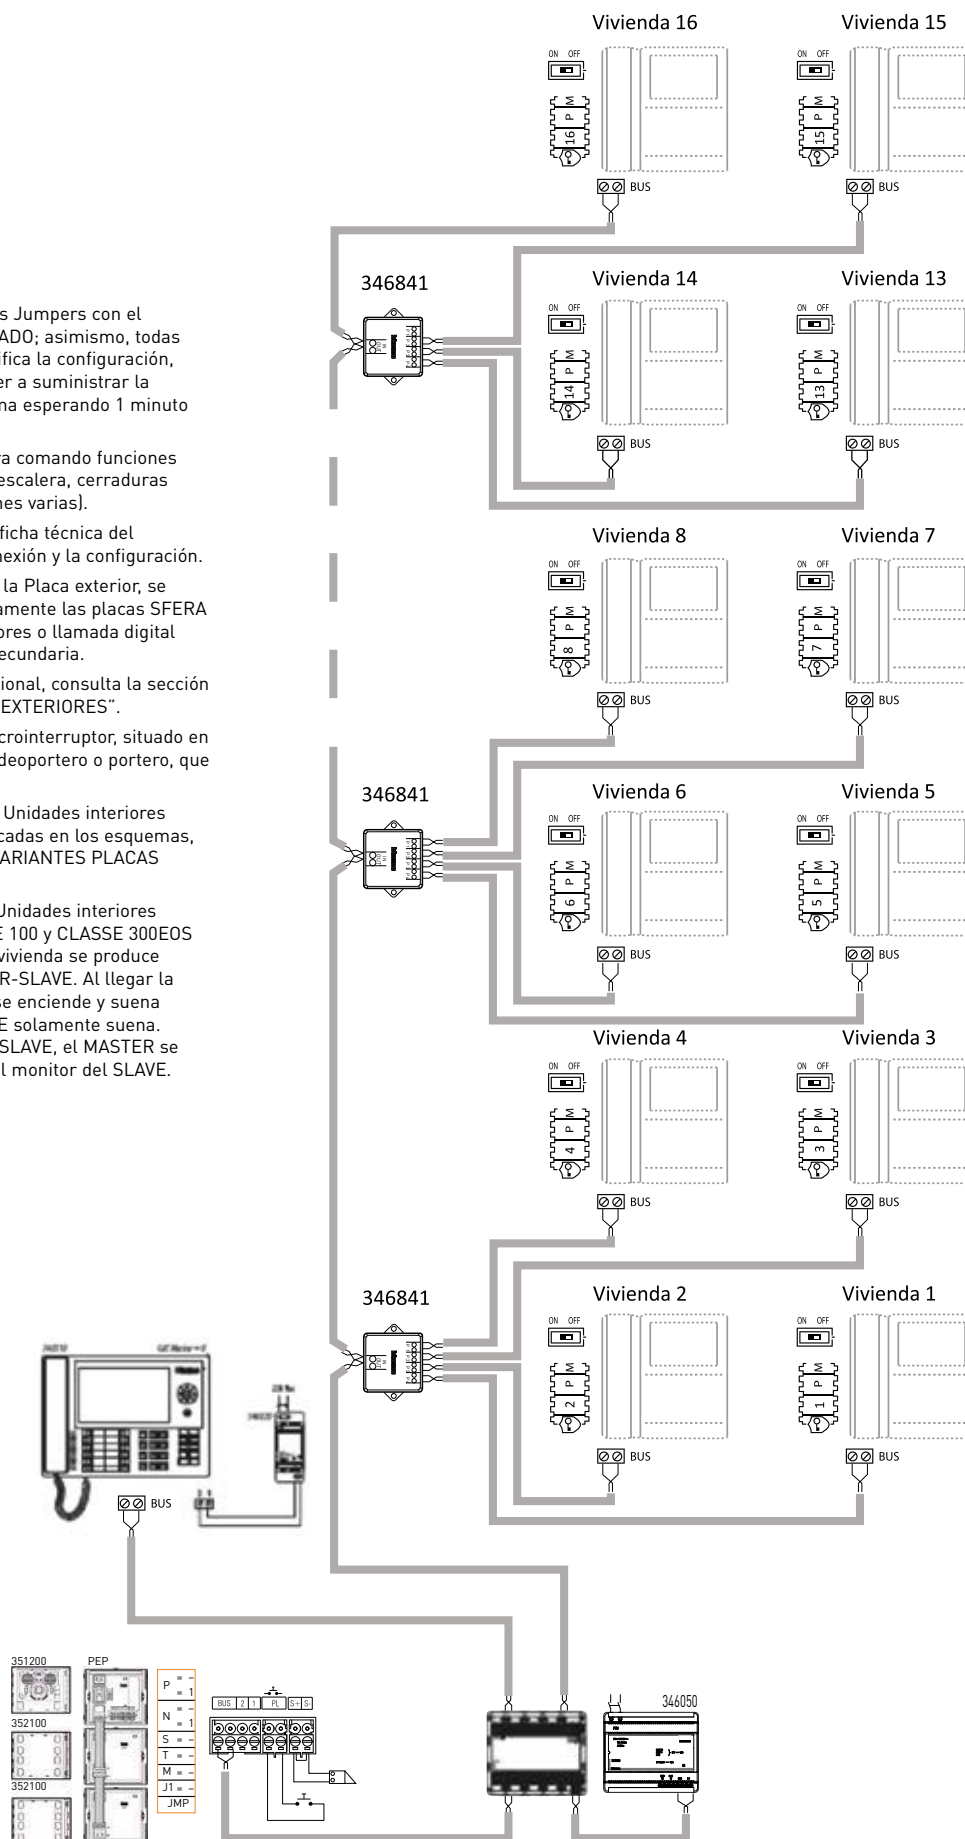 Vivienda 16
Vivienda 15
ON OFF
ON OFF
16 P M
15 P M
BUS
BUS
346841
Vivienda 14
Vivienda 13
ON OFF
ON OFF
14 P M
13 P M
BUS
BUS
s Jumpers con el
ADO; asimismo, todas
ifica la configuración,
er a suministrar la
ma esperando 1 minuto
ra comando funciones
escalera, cerraduras
nes varias).
ficha técnica del
nexión y la configuración.
la Placa exterior, se
amente las placas SFERA
ores o llamada digital
ecundaria.
ional, consulta la sección
EXTERIORES”.
crointerruptor, situado en
deoportero o portero, que
Unidades interiores
cadas en los esquemas,
ARIANTES PLACAS
Unidades interiores
E 100 y CLASSE 300EOS
vivienda se produce
R-SLAVE. Al llegar la
se enciende y suena
E solamente suena.
SLAVE, el MASTER se
l monitor del SLAVE.
Vivienda 8
Vivienda 7
ON OFF
ON OFF
8 P M
7 P M
BUS
BUS
346841
Vivienda 6
Vivienda 5
ON OFF
ON OFF
6 P M
5 P M
BUS
BUS
Vivienda 4
Vivienda 3
ON OFF
ON OFF
4 P M
3 P M
BUS
BUS
346841
Vivienda 2
Vivienda 1
ON OFF
ON OFF
2 P M
1 P M
BUS
BUS
BUS
351200
PEP
352100
352100
P = –
= 1
N = –
= 1
S = –
T = –
M = –
J1 = –
JMP
BUS 2 1 PL S+ S-
346050